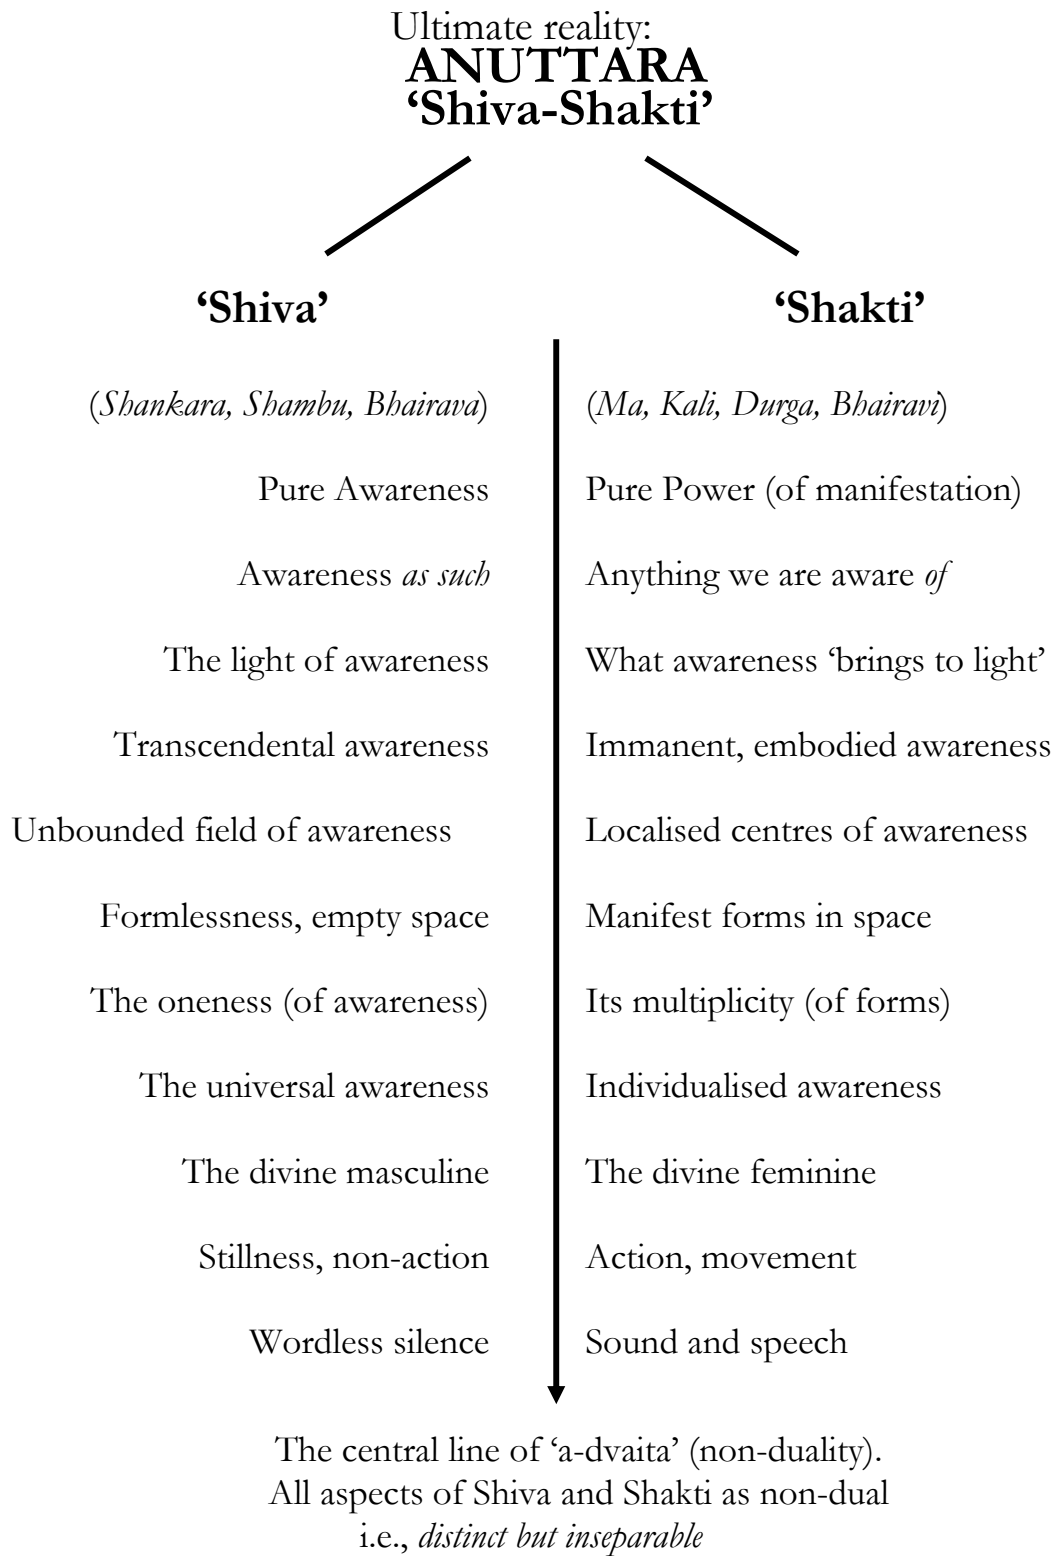 Ultimate reality:
ANUTTARA
‘Shiva-Shakti’
‘Shiva’ ‘Shakti’
(Shankara, Shambu, Bhairava) (Ma, Kali, Durga, Bhairavi)
Pure Awareness Pure Power (of manifestation)
Awareness as such Anything we are aware of
The light of awareness What awareness ‘brings to light’
Transcendental awareness Immanent, embodied awareness
Unbounded field of awareness Localised centres of awareness
Formlessness, empty space Manifest forms in space
The oneness (of awareness) Its multiplicity (of forms)
The universal awareness Individualised awareness
The divine masculine The divine feminine
Stillness, non-action Action, movement
Wordless silence Sound and speech
The central line of ‘a-dvaita’ (non-duality).
All aspects of Shiva and Shakti as non-dual
i.e., distinct but inseparable